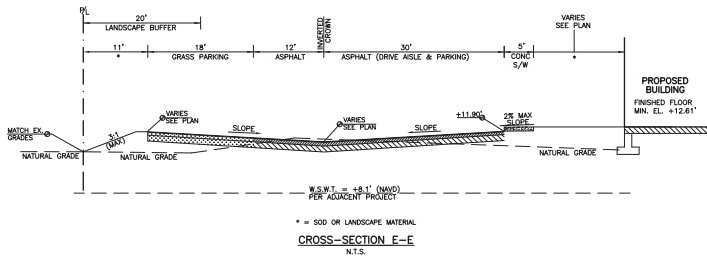 P/L
20'
LANDSCAPE BUFFER
11'
*
18'
GRASS PARKING
12'
ASPHALT
INVERTED
CROWN
30'
ASPHALT (DRIVE AISLE & PARKING)
5'
CONC
S/W
VARIES
SEE PLAN
*
PROPOSED
BUILDING
FINISHED FLOOR
MIN. EL. +12.61'
MATCH EX.
GRADES
3:1
(MAX)
VARIES
SEE PLAN
SLOPE
VARIES
SEE PLAN
SLOPE
+11.90'
2% MAX
SLOPE
NATURAL GRADE
NATURAL GRADE
NATURAL GRADE
W.S.W.T. = +8.1' (NAVD)
PER ADJACENT PROJECT
* = SOD OR LANDSCAPE MATERIAL
CROSS-SECTION E-E
N.T.S.